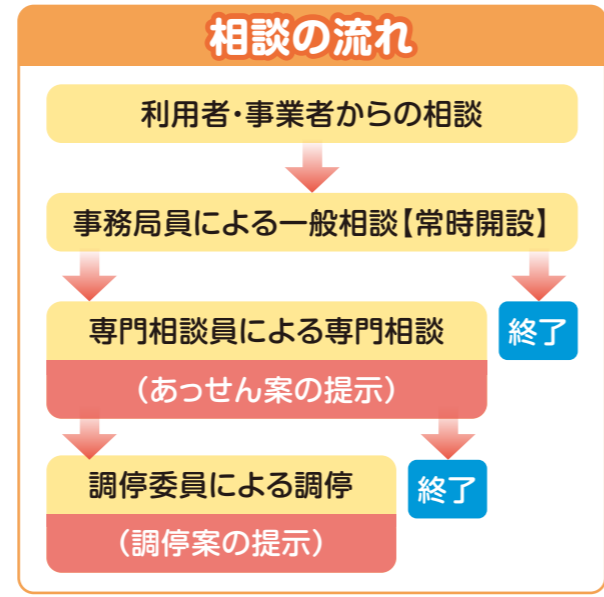 相談の流れ
利用者・事業者からの相談
事務局員による一般相談【常時開設】
専門相談員による専門相談
(あっせん案の提示)
終了
調停委員による調停
(調停案の提示)
終了